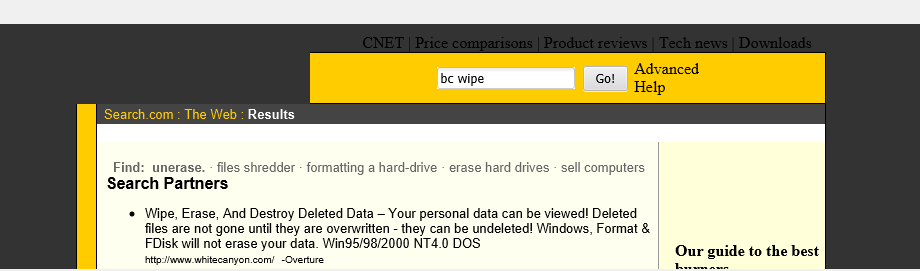 CNET | Price comparisons | Product reviews | Tech news | Downloads
bc wipe Go! Advanced
Help
Search.com : The Web : Results
Find: unerase. · files shredder · formatting a hard-drive · erase hard drives · sell computers
Search Partners
• Wipe, Erase, And Destroy Deleted Data – Your personal data can be viewed! Deleted
files are not gone until they are overwritten - they can be undeleted! Windows, Format &
FDisk will not erase your data. Win95/98/2000 NT4.0 DOS
http://www.whitecanyon.com/ -Overture
Our guide to the best
burners